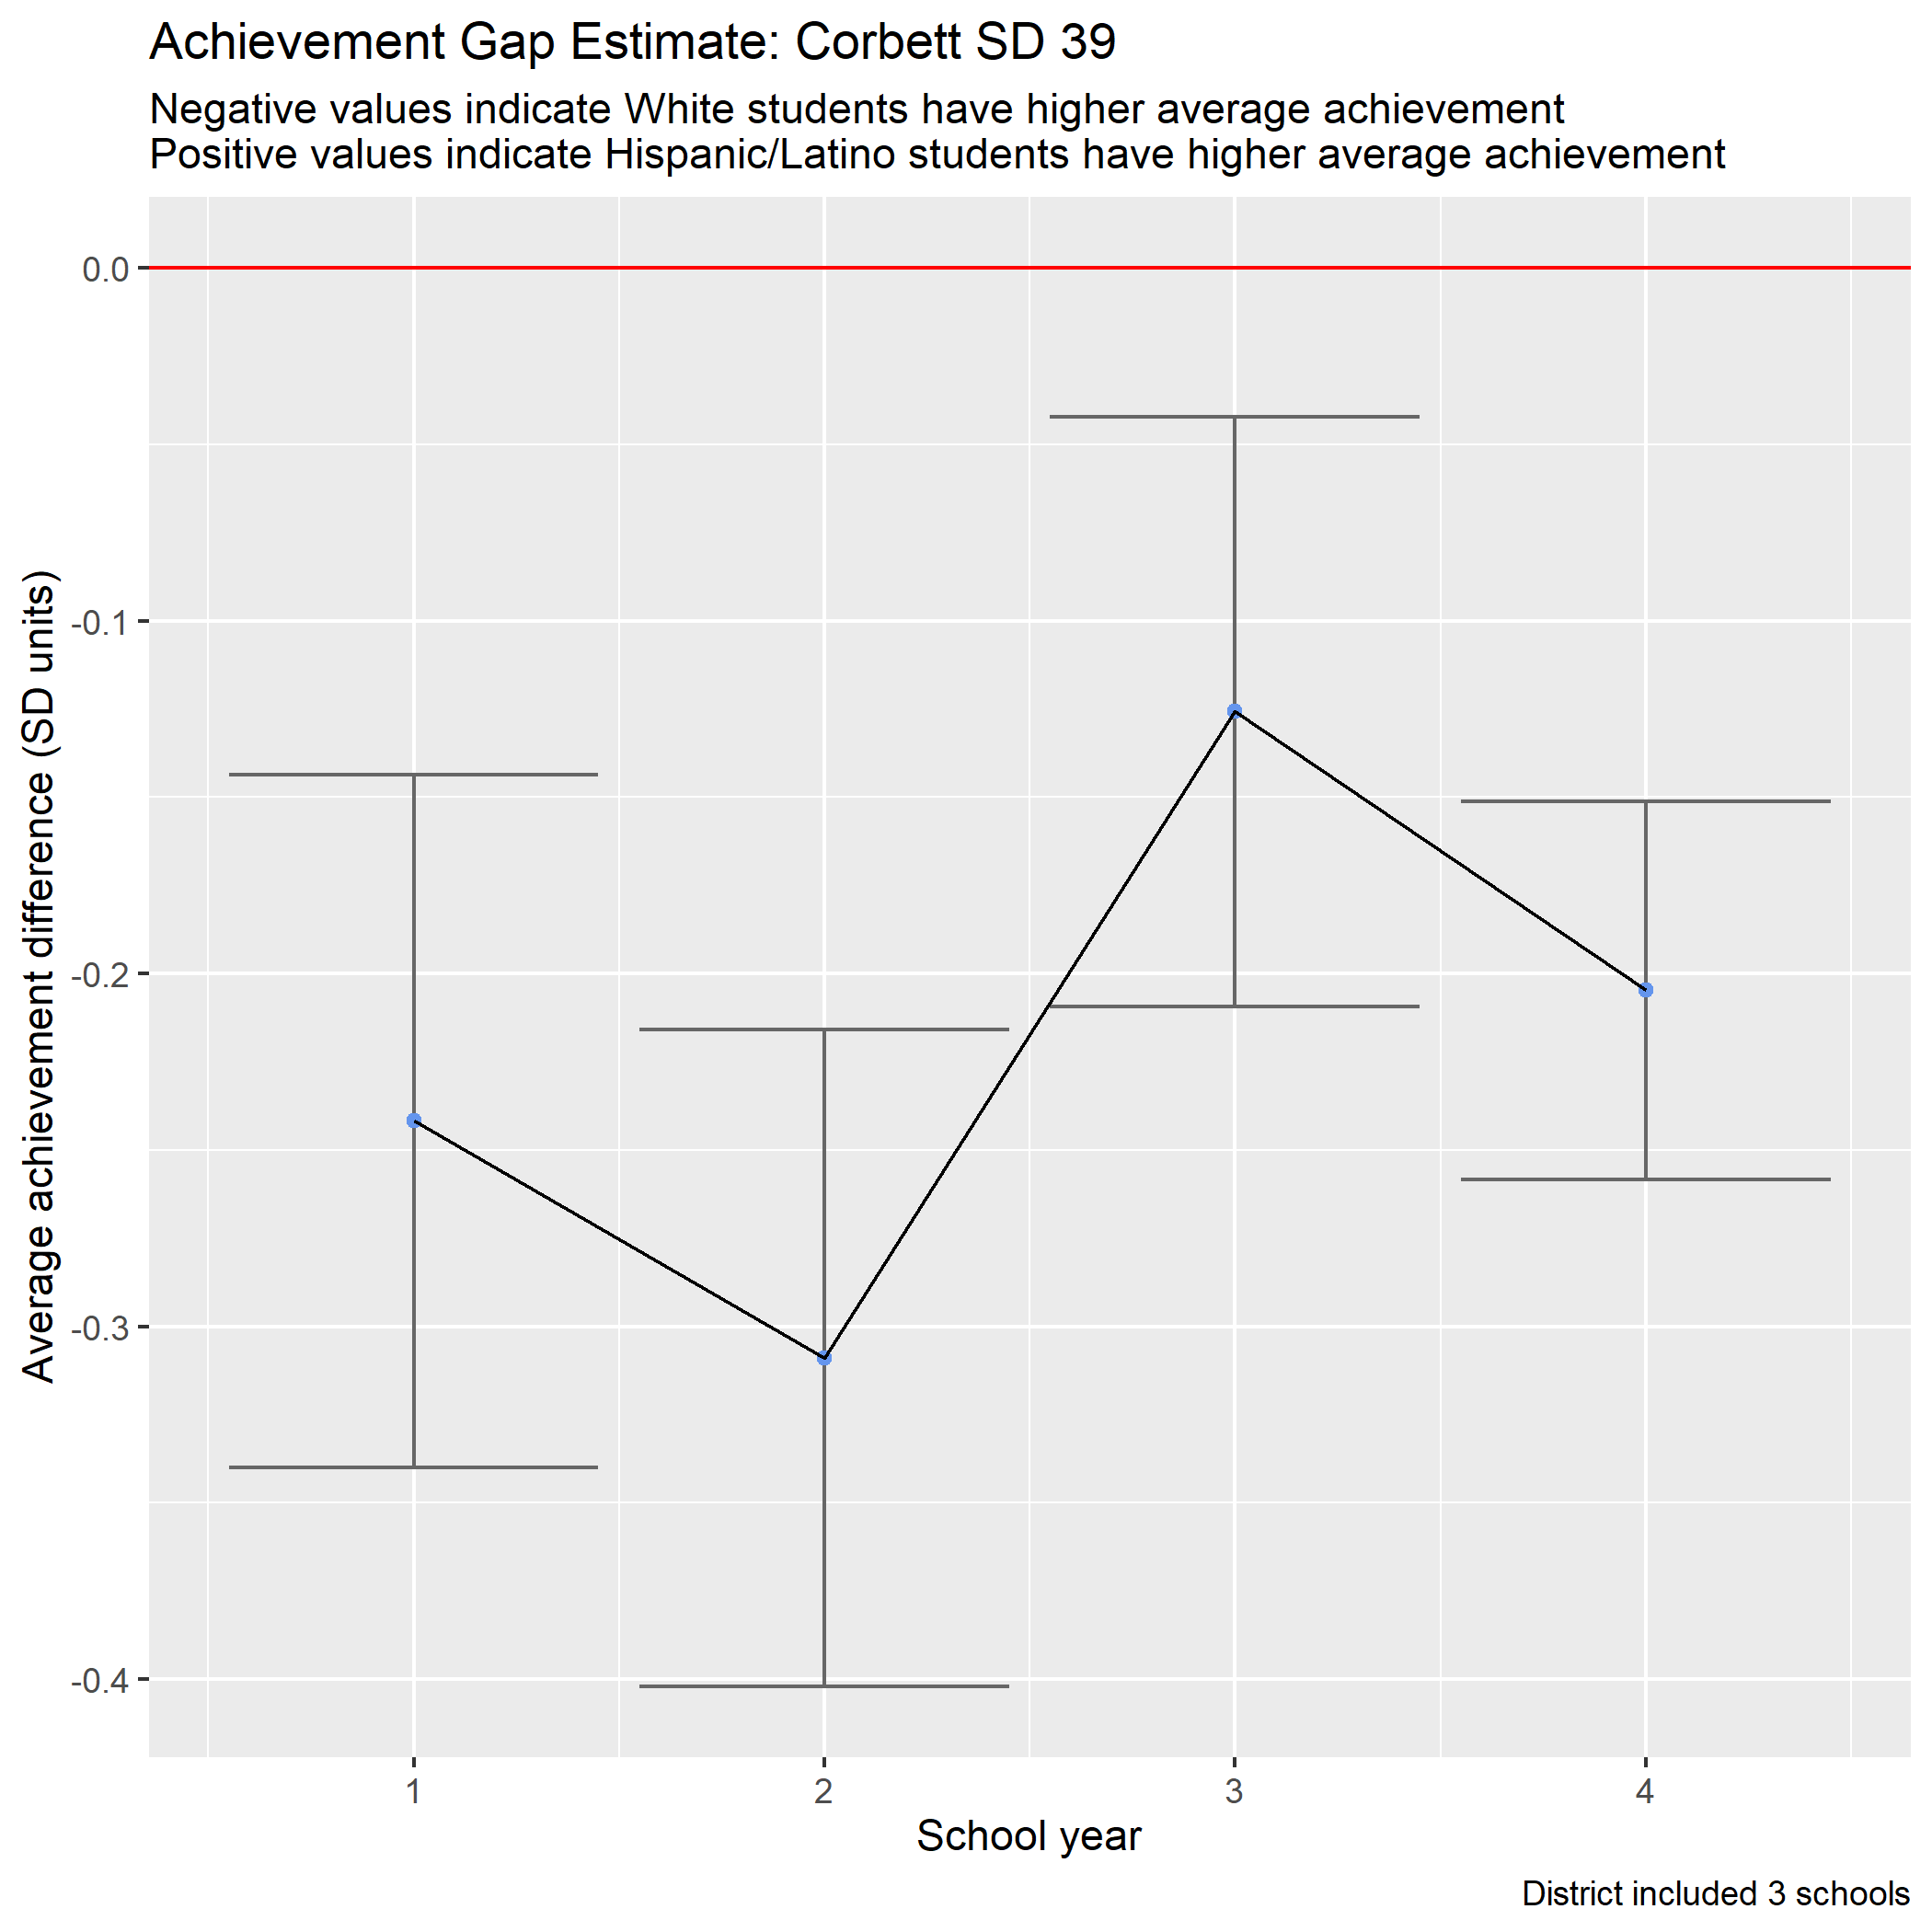 Achievement Gap Estimate: Corbett SD 39
Negative values indicate White students have higher average achievement
Positive values indicate Hispanic/Latino students have higher average achievement
Average achievement difference (SD units)
0.0
-0.1
-0.2
-0.3
-0.4
1 2 3 4
School year
District included 3 schools